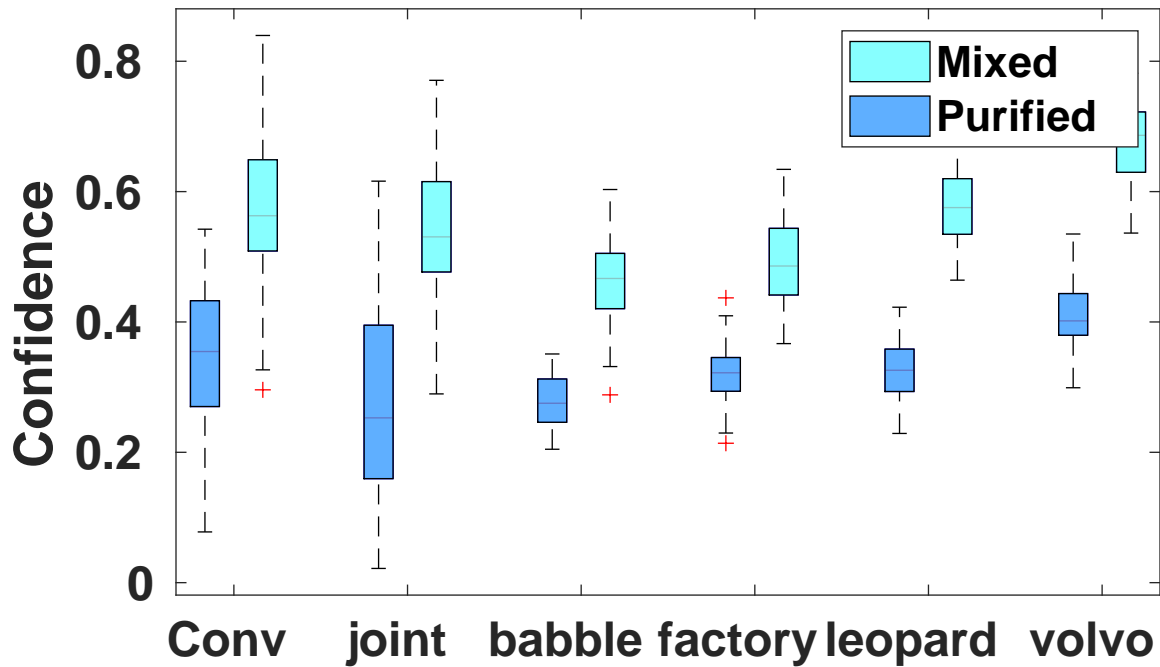 Confidence
0.8
0.6
0.4
0.2
0
Mixed
Purified
Conv joint babble factory leopard volvo